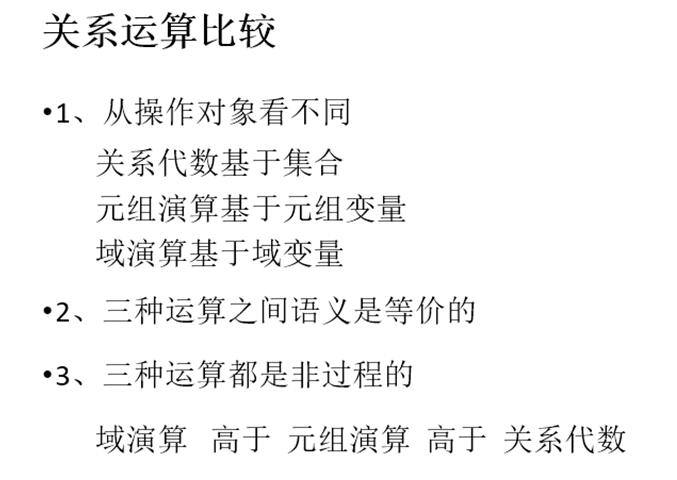 关系运算比较
•1、从操作对象看不同
关系代数基于集合
元组演算基于元组变量
域演算基于域变量
•2、三种运算之间语义是等价的
•3、三种运算都是非过程的
域演算 高于 元组演算 高于 关系代数